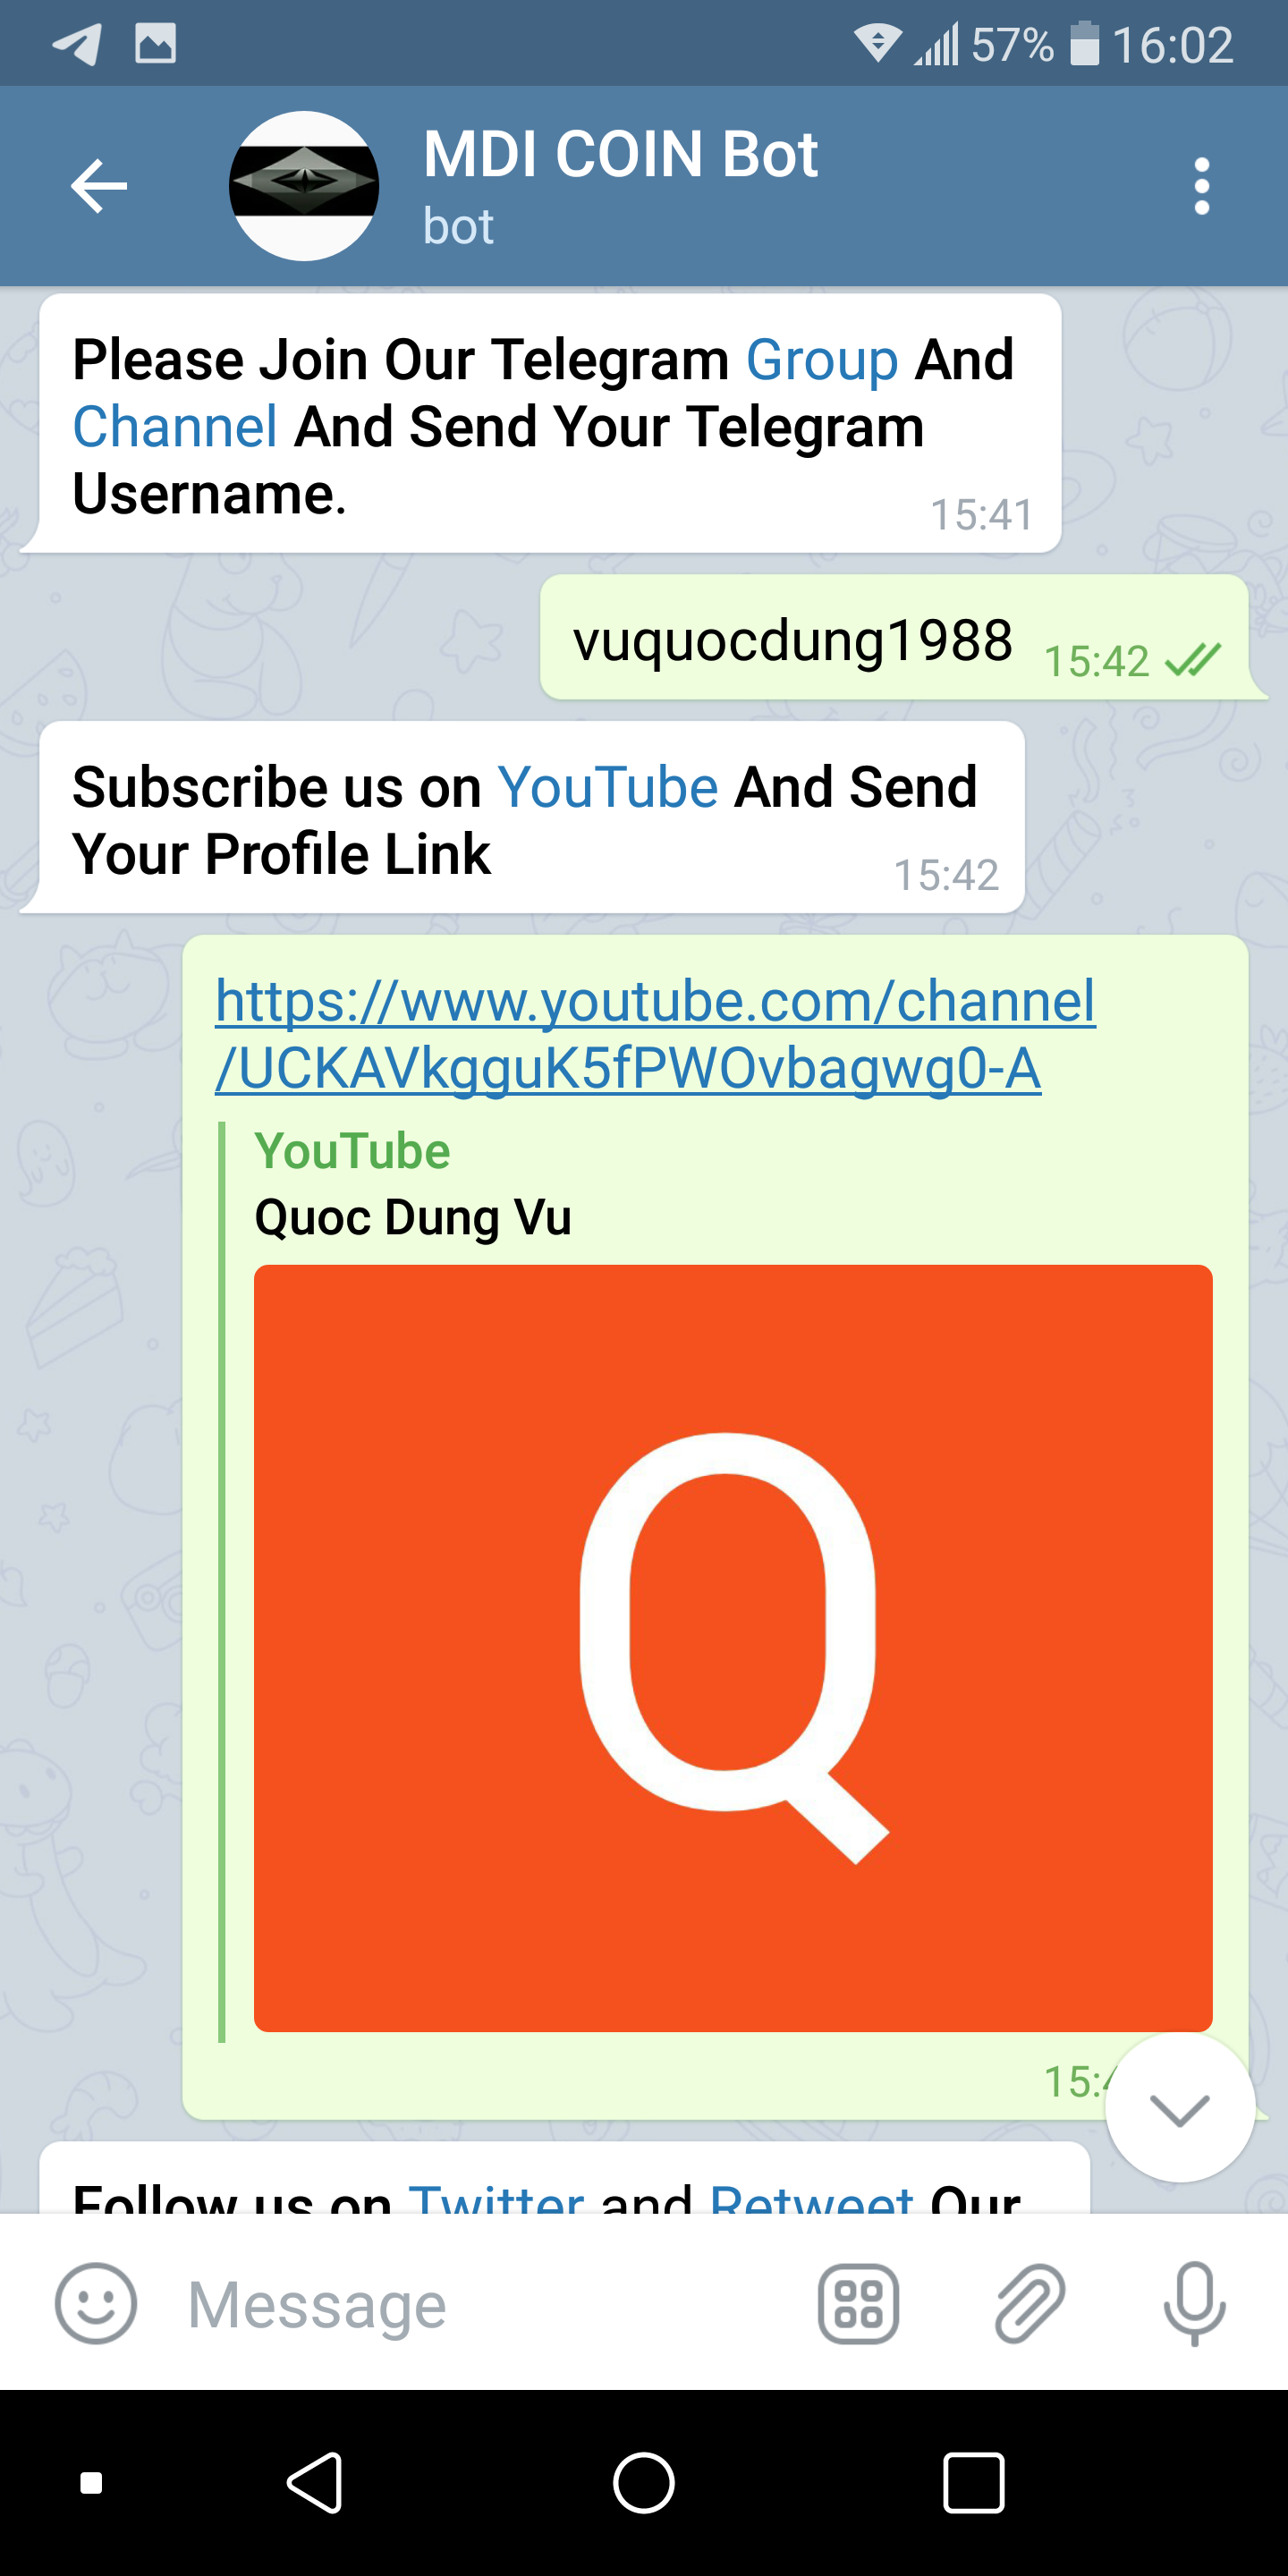 57% 16:02
MDI COIN Bot
bot
Please Join Our Telegram Group And
Channel And Send Your Telegram
Username.
15:41
vuquocdung1988 15:42
Subscribe us on YouTube And Send
Your Profile Link
15:42
https://www.youtube.com/channel
/UCKAVkgguK5fPWOvbagwg0-A
YouTube
Quoc Dung Vu
Q
15:4
Follow us on Twitter and Retweet Our
Message